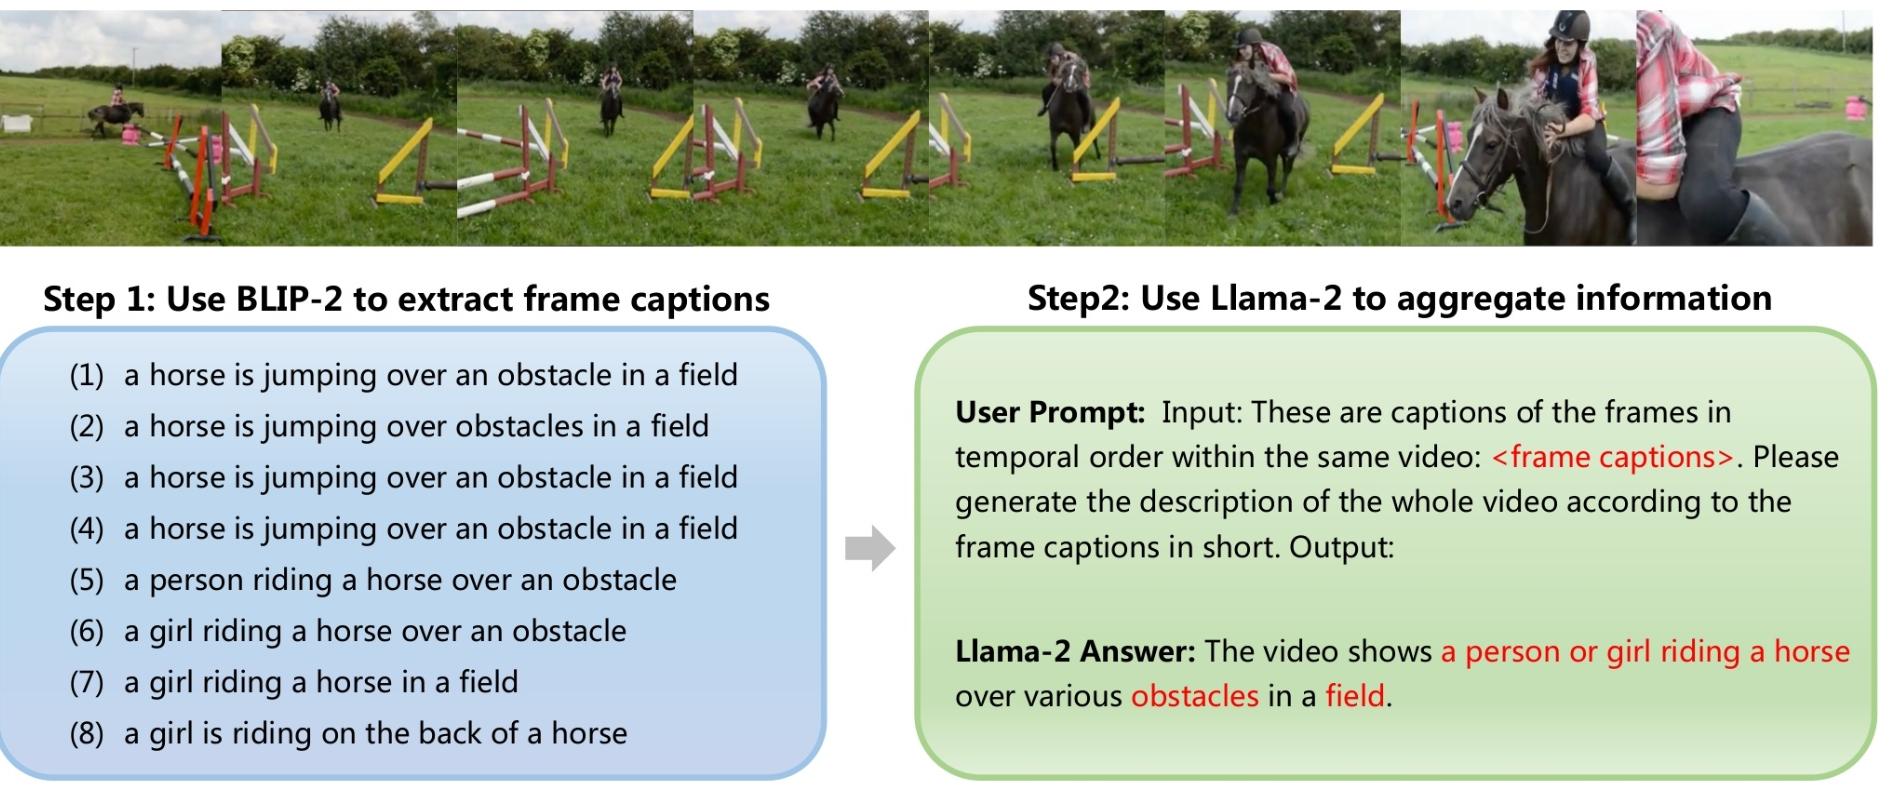 Step 1: Use BLIP-2 to extract frame captions
(1) a horse is jumping over an obstacle in a field
(2) a horse is jumping over obstacles in a field
(3) a horse is jumping over an obstacle in a field
(4) a horse is jumping over an obstacle in a field
(5) a person riding a horse over an obstacle
(6) a girl riding a horse over an obstacle
(7) a girl riding a horse in a field
(8) a girl is riding on the back of a horse
Step2: Use Llama-2 to aggregate information
User Prompt: Input: These are captions of the frames in
temporal order within the same video: <frame captions>. Please
generate the description of the whole video according to the
frame captions in short. Output:
Llama-2 Answer: The video shows a person or girl riding a horse
over various obstacles in a field.